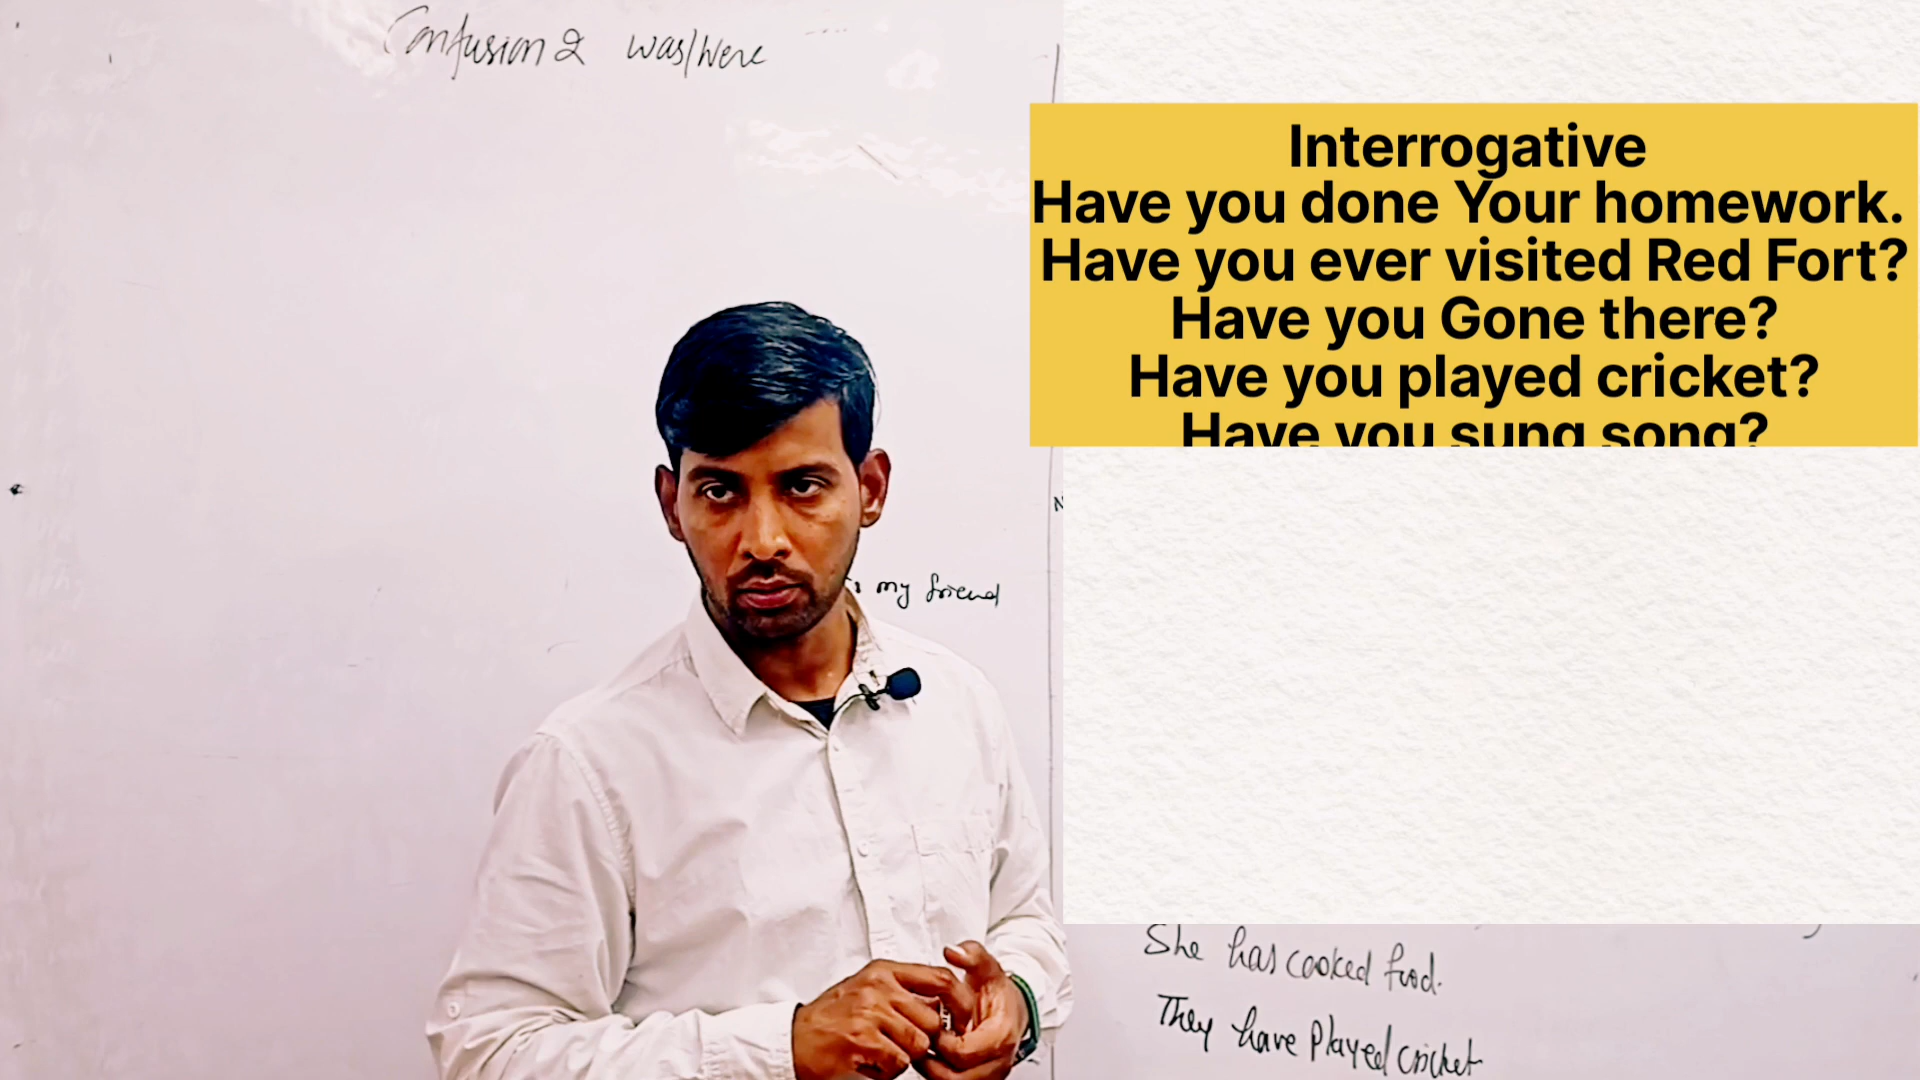 Confusion 2 was/were
Interrogative
Have you done Your homework.
Have you ever visited Red Fort?
Have you Gone there?
Have you played cricket?
Have you sung song?
my friend
She has cooked food.
They have Played cricket